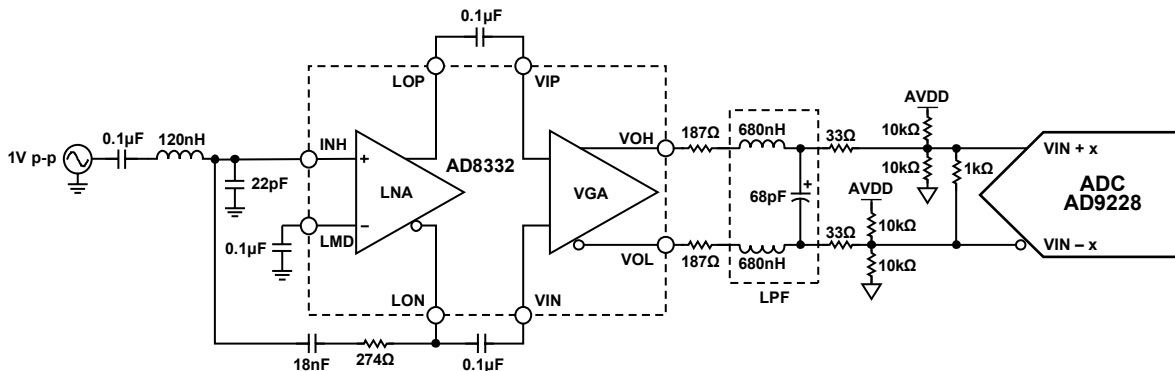 0.1µF
LOP
VIP
AVDD
0.1µF
120nH
INH
AD8332
VOH
187Ω
680nH
33Ω
10kΩ
1V p-p
+
10kΩ
VIN + x
22pF
LNA
VGA
68pF
+
AVDD
1kΩ
ADC
AD9228
–
LMD
0.1µF
10kΩ
33Ω
VIN – x
VOL
187Ω
680nH
10kΩ
LPF
LON
VIN
18nF
274Ω
0.1µF